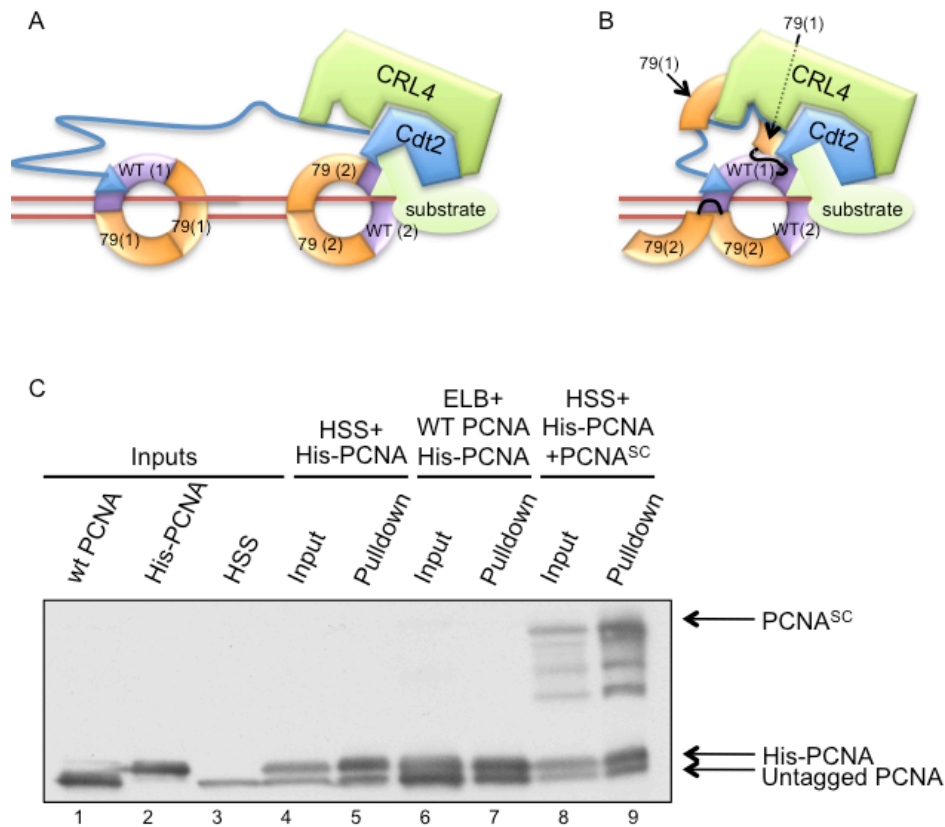 A
CRL4
Cdt2
WT (1)
79 (2)
79(1)
79(1)
79 (2)
WT (2)
substrate
B
79(1)
79(1)
CRL4
Cdt2
WT(1)
substrate
79(2)
79(2)
WT(2)
C
Inputs
HSS+
His-PCNA
ELB+
WT PCNA
His-PCNA
HSS+
His-PCNA
+PCNA^SC
wt PCNA
His-PCNA
HSS
Input
Pulldown
Input
Pulldown
Input
Pulldown
PCNA^SC
His-PCNA
Untagged PCNA
1 2 3 4 5 6 7 8 9